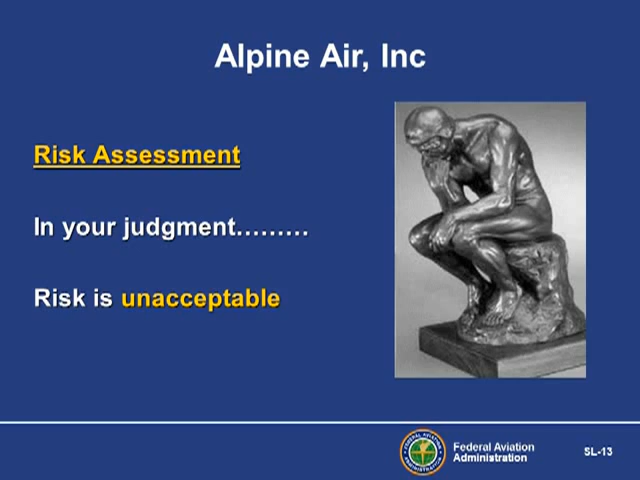 Alpine Air, Inc
Risk Assessment
In your judgment………
Risk is unacceptable
Federal Aviation
Administration
SL-13